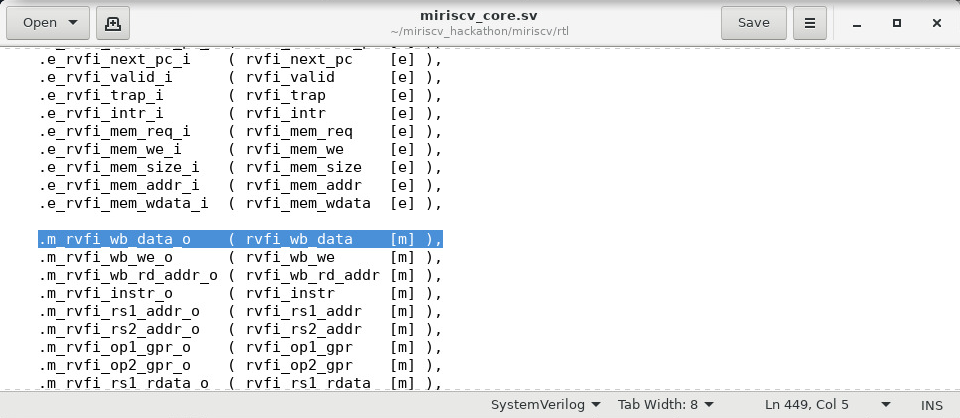 Open
miriscv_core.sv
~/miriscv_hackathon/miriscv/rtl
Save
.e_rvfi_next_pc_i    ( rvfi_next_pc    [e] ),
.e_rvfi_valid_i      ( rvfi_valid      [e] ),
.e_rvfi_trap_i       ( rvfi_trap       [e] ),
.e_rvfi_intr_i       ( rvfi_intr       [e] ),
.e_rvfi_mem_req_i    ( rvfi_mem_req    [e] ),
.e_rvfi_mem_we_i     ( rvfi_mem_we     [e] ),
.e_rvfi_mem_size_i   ( rvfi_mem_size   [e] ),
.e_rvfi_mem_addr_i   ( rvfi_mem_addr   [e] ),
.e_rvfi_mem_wdata_i  ( rvfi_mem_wdata  [e] ),
.m_rvfi_wb_data_o    ( rvfi_wb_data    [m] ),
.m_rvfi_wb_we_o      ( rvfi_wb_we      [m] ),
.m_rvfi_wb_rd_addr_o ( rvfi_wb_rd_addr [m] ),
.m_rvfi_instr_o      ( rvfi_instr      [m] ),
.m_rvfi_rs1_addr_o   ( rvfi_rs1_addr   [m] ),
.m_rvfi_rs2_addr_o   ( rvfi_rs2_addr   [m] ),
.m_rvfi_op1_gpr_o    ( rvfi_op1_gpr    [m] ),
.m_rvfi_op2_gpr_o    ( rvfi_op2_gpr    [m] ),
.m_rvfi_rs1_rdata_o  ( rvfi_rs1_rdata  [m] ),
SystemVerilog Tab Width: 8 Ln 449, Col 5 INS